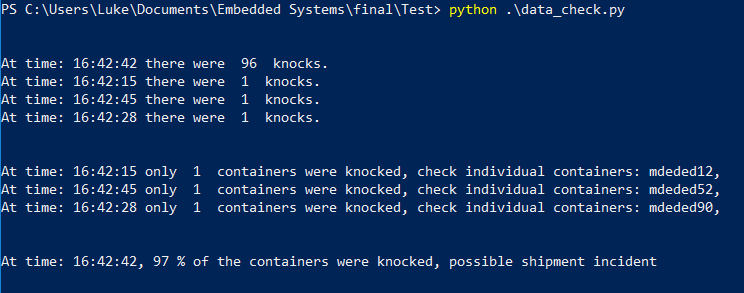 PS C:\Users\Luke\Documents\Embedded Systems\final\Test> python .\data_check.py
At time: 16:42:42 there were  96  knocks.
At time: 16:42:15 there were  1  knocks.
At time: 16:42:45 there were  1  knocks.
At time: 16:42:28 there were  1  knocks.
At time: 16:42:15 only  1  containers were knocked, check individual containers: mdeded12,
At time: 16:42:45 only  1  containers were knocked, check individual containers: mdeded52,
At time: 16:42:28 only  1  containers were knocked, check individual containers: mdeded90,
At time: 16:42:42, 97 % of the containers were knocked, possible shipment incident